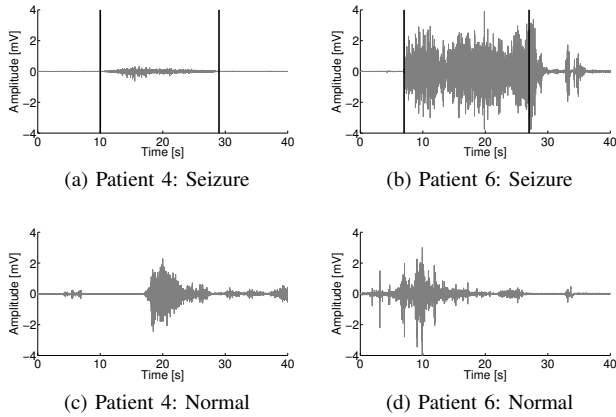 4
2
0
−2
−4
Amplitude [mV]
0 10 20 30 40
Time [s]
(a) Patient 4: Seizure
4
2
0
−2
−4
Amplitude [mV]
0 10 20 30 40
Time [s]
(b) Patient 6: Seizure
4
2
0
−2
−4
Amplitude [mV]
0 10 20 30 40
Time [s]
(c) Patient 4: Normal
4
2
0
−2
−4
Amplitude [mV]
0 10 20 30 40
Time [s]
(d) Patient 6: Normal